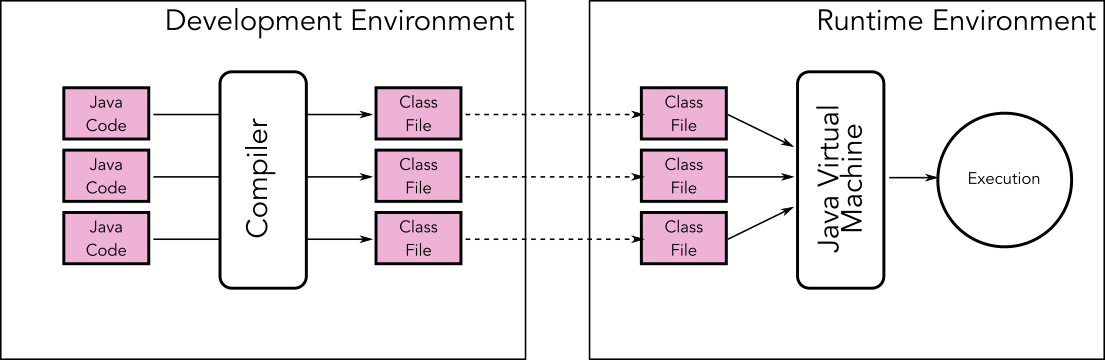 Development Environment
Runtime Environment
Java
Code
Java
Code
Java
Code
Compiler
Class
File
Class
File
Class
File
Class
File
Class
File
Class
File
Java Virtual
Machine
Execution